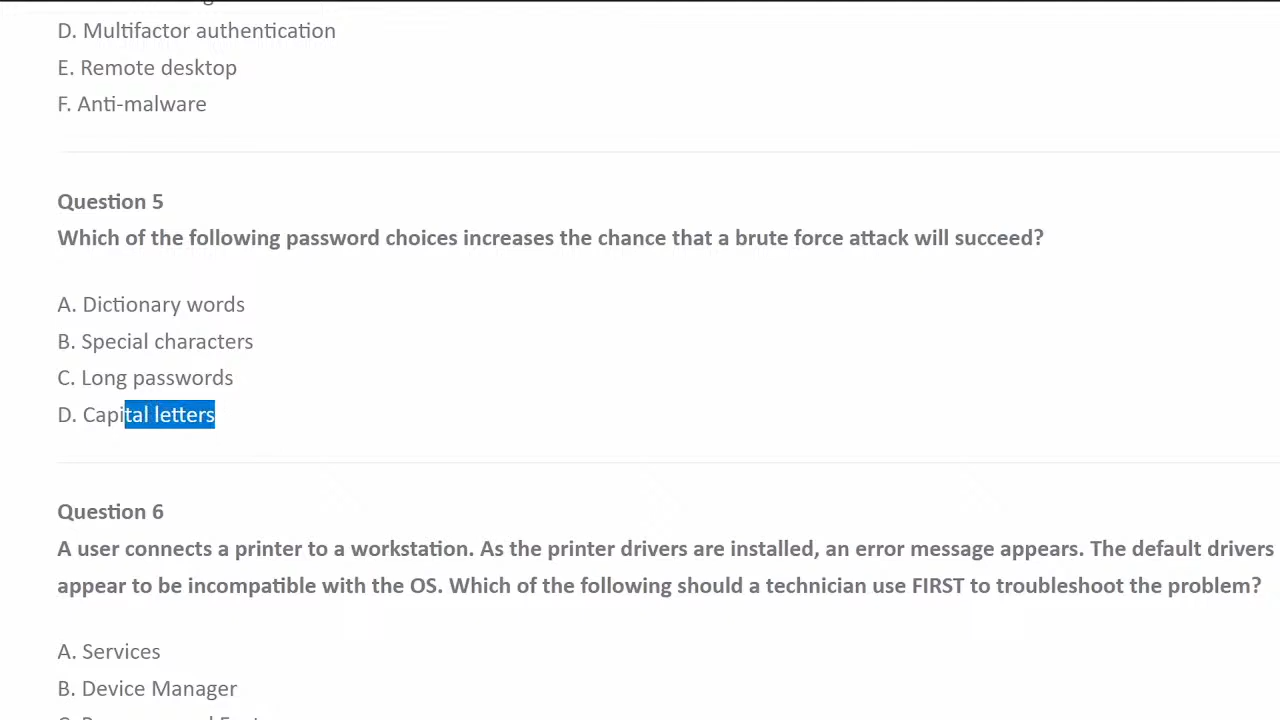 D. Multifactor authentication
E. Remote desktop
F. Anti-malware
Question 5
Which of the following password choices increases the chance that a brute force attack will succeed?
A. Dictionary words
B. Special characters
C. Long passwords
D. Capital letters
Question 6
A user connects a printer to a workstation. As the printer drivers are installed, an error message appears. The default drivers
appear to be incompatible with the OS. Which of the following should a technician use FIRST to troubleshoot the problem?
A. Services
B. Device Manager